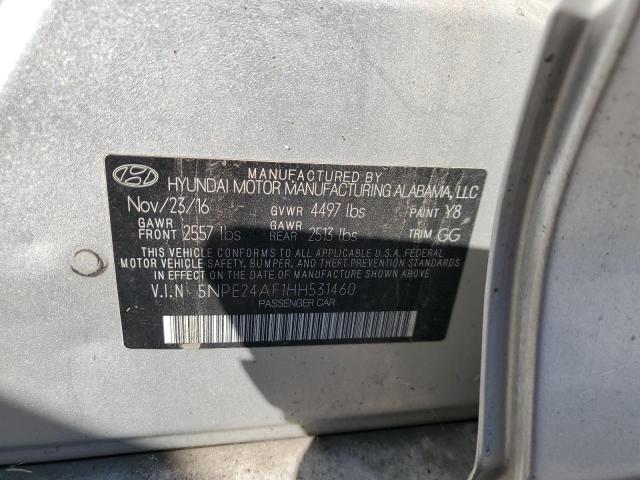 MANUFACTURED BY
HYUNDAI MOTOR MANUFACTURING ALABAMA, LLC
Nov/23/16 GVWR 4497 lbs PAINT Y8
GAWR FRONT 2557 lbs GAWR REAR 2513 lbs TRIM GG
THIS VEHICLE CONFORMS TO ALL APPLICABLE U.S.A. FEDERAL
MOTOR VEHICLE SAFETY, BUMPER, AND THEFT PREVENTION STANDARDS
IN EFFECT ON THE DATE OF MANUFACTURE SHOWN ABOVE.
V.I.N 5NPE24AF1HH531460
PASSENGER CAR